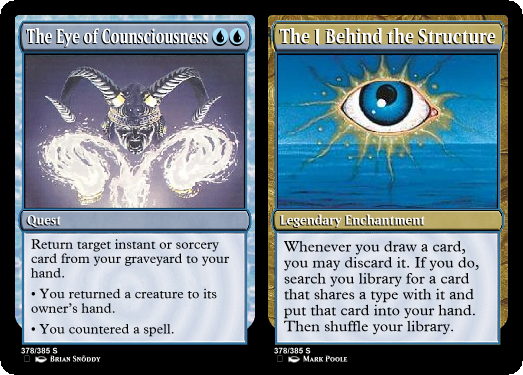 The Eye of Counsciousness
Quest
Return target instant or sorcery
card from your graveyard to your
hand.
• You returned a creature to its
owner's hand.
• You countered a spell.
378/385 S
Brian Snõddy
The I Behind the Structure
Legendary Enchantment
Whenever you draw a card,
you may discard it. If you do,
search you library for a card
that shares a type with it and
put that card into your hand.
Then shuffle your library.
378/385 S
Mark Poole